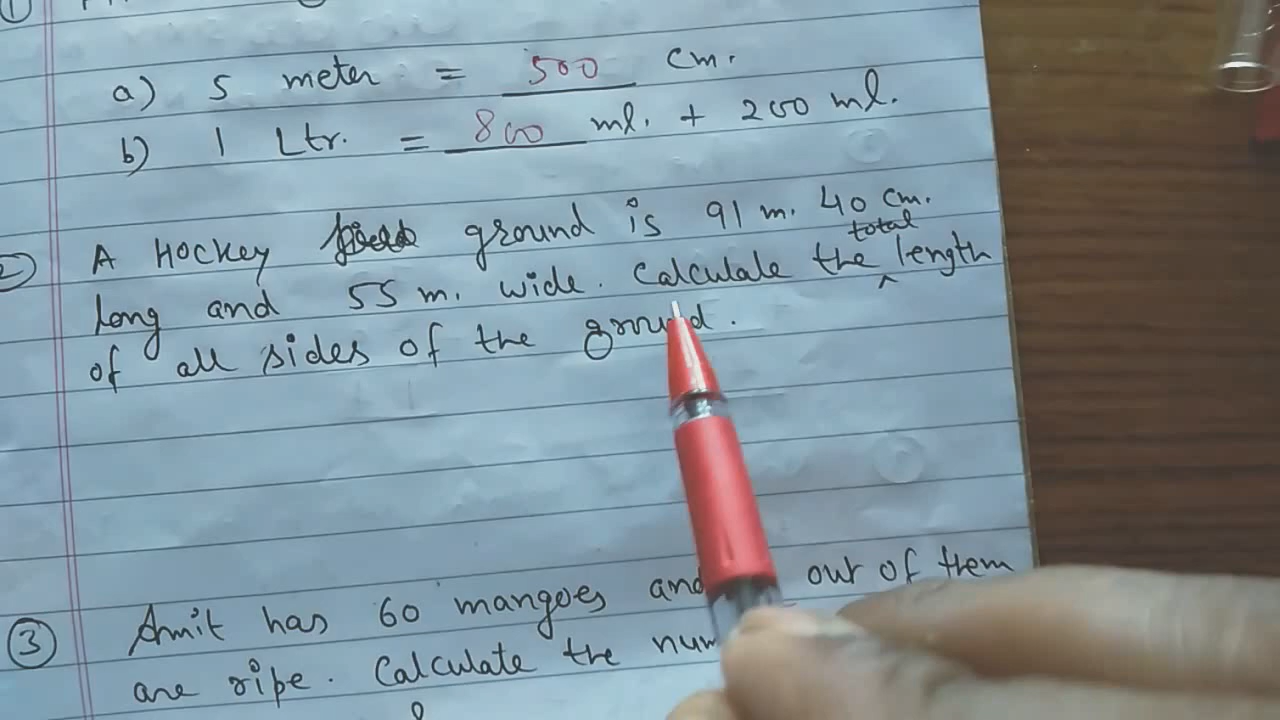 a) 5 meter = 500 cm.
b) 1 Ltr. = 800 ml. + 200 ml.
② A Hockey ground is 91 m. 40 cm.
long and 55 m. wide. Calculate the total length
of all sides of the ground.
③ Amit has 60 mangoes and out of them
are ripe. Calculate the